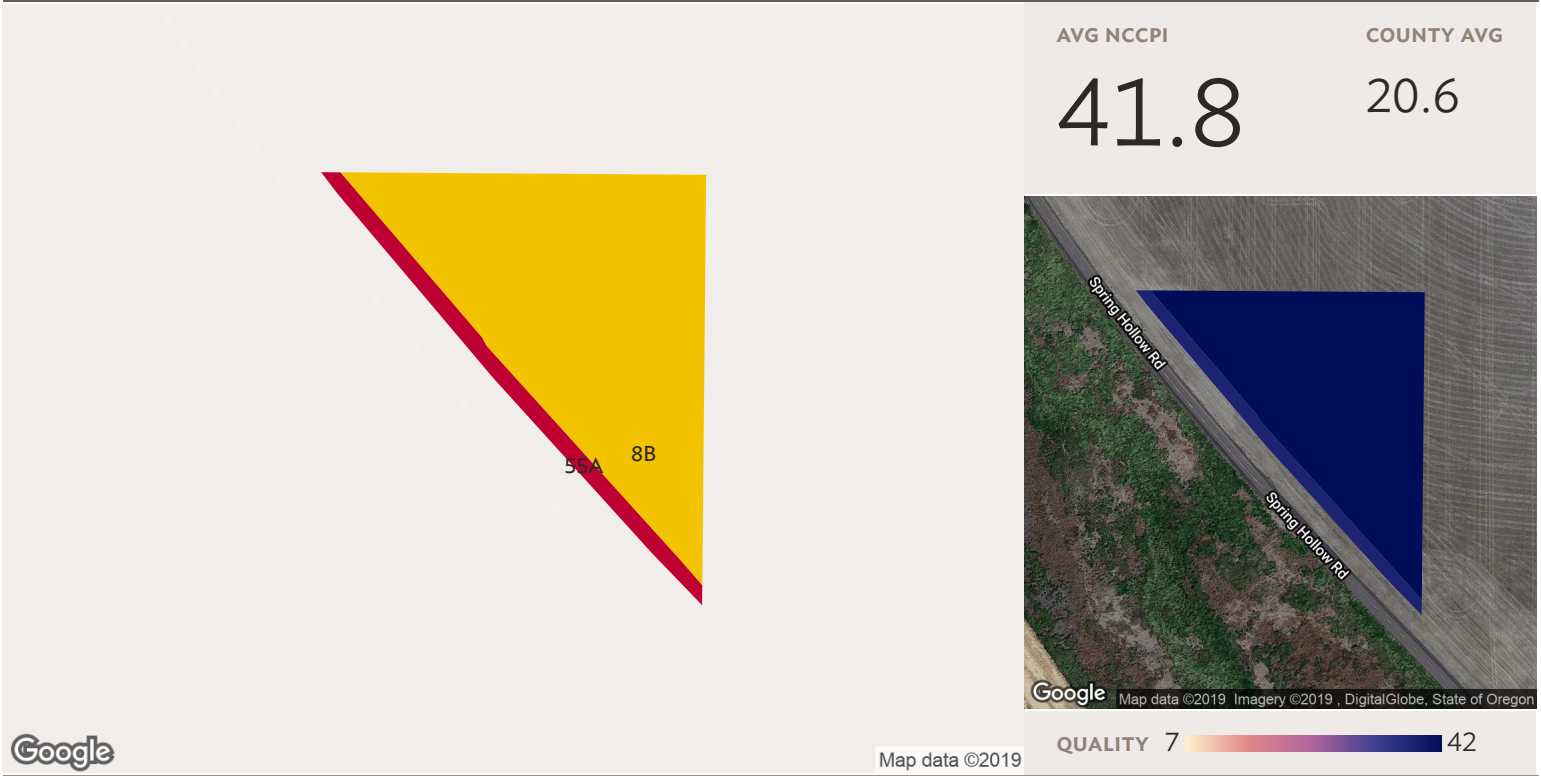 AVG NCCPI
COUNTY AVG
41.8
20.6
55A
8B
Google
Map data ©2019
Spring Hollow Rd
Spring Hollow Rd
Google
Map data ©2019 Imagery ©2019 , DigitalGlobe, State of Oregon
QUALITY 7 42